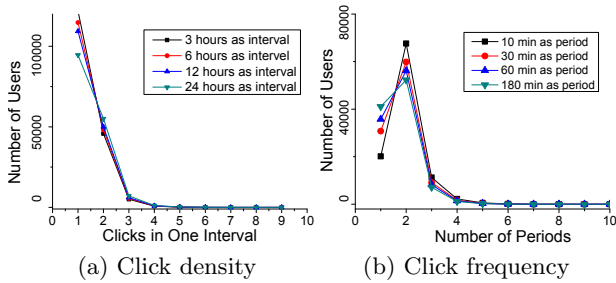 3 hours as interval
6 hours as intervel
12 hours as interval
24 hours as interval
Number of Users
100000
50000
0
0 1 2 3 4 5 6 7 8 9 10
Clicks in One Interval
(a) Click density
10 min as period
30 min as period
60 min as period
180 min as period
Number of Users
80000
40000
0
0 2 4 6 8 10
Number of Periods
(b) Click frequency